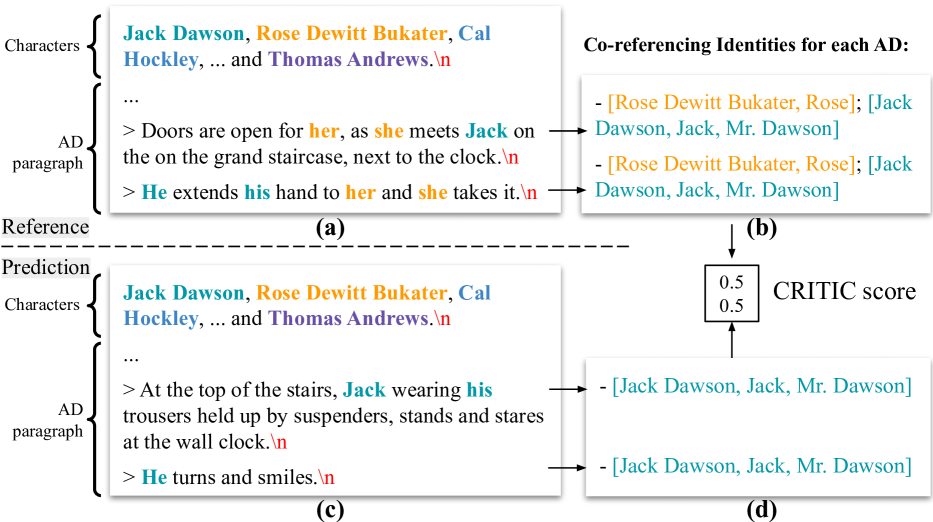 Characters
Jack Dawson, Rose Dewitt Bukater, Cal
Hockley, ... and Thomas Andrews.\n
...
AD
paragraph
> Doors are open for her, as she meets Jack on
the on the grand staircase, next to the clock.\n
> He extends his hand to her and she takes it.\n
(a)
Co-referencing Identities for each AD:
- [Rose Dewitt Bukater, Rose]; [Jack
Dawson, Jack, Mr. Dawson]
- [Rose Dewitt Bukater, Rose]; [Jack
Dawson, Jack, Mr. Dawson]
(b)
Reference
Prediction
Characters
Jack Dawson, Rose Dewitt Bukater, Cal
Hockley, ... and Thomas Andrews.\n
...
AD
paragraph
> At the top of the stairs, Jack wearing his
trousers held up by suspenders, stands and stares
at the wall clock.\n
> He turns and smiles.\n
(c)
0.5
0.5
CRITIC score
- [Jack Dawson, Jack, Mr. Dawson]
- [Jack Dawson, Jack, Mr. Dawson]
(d)